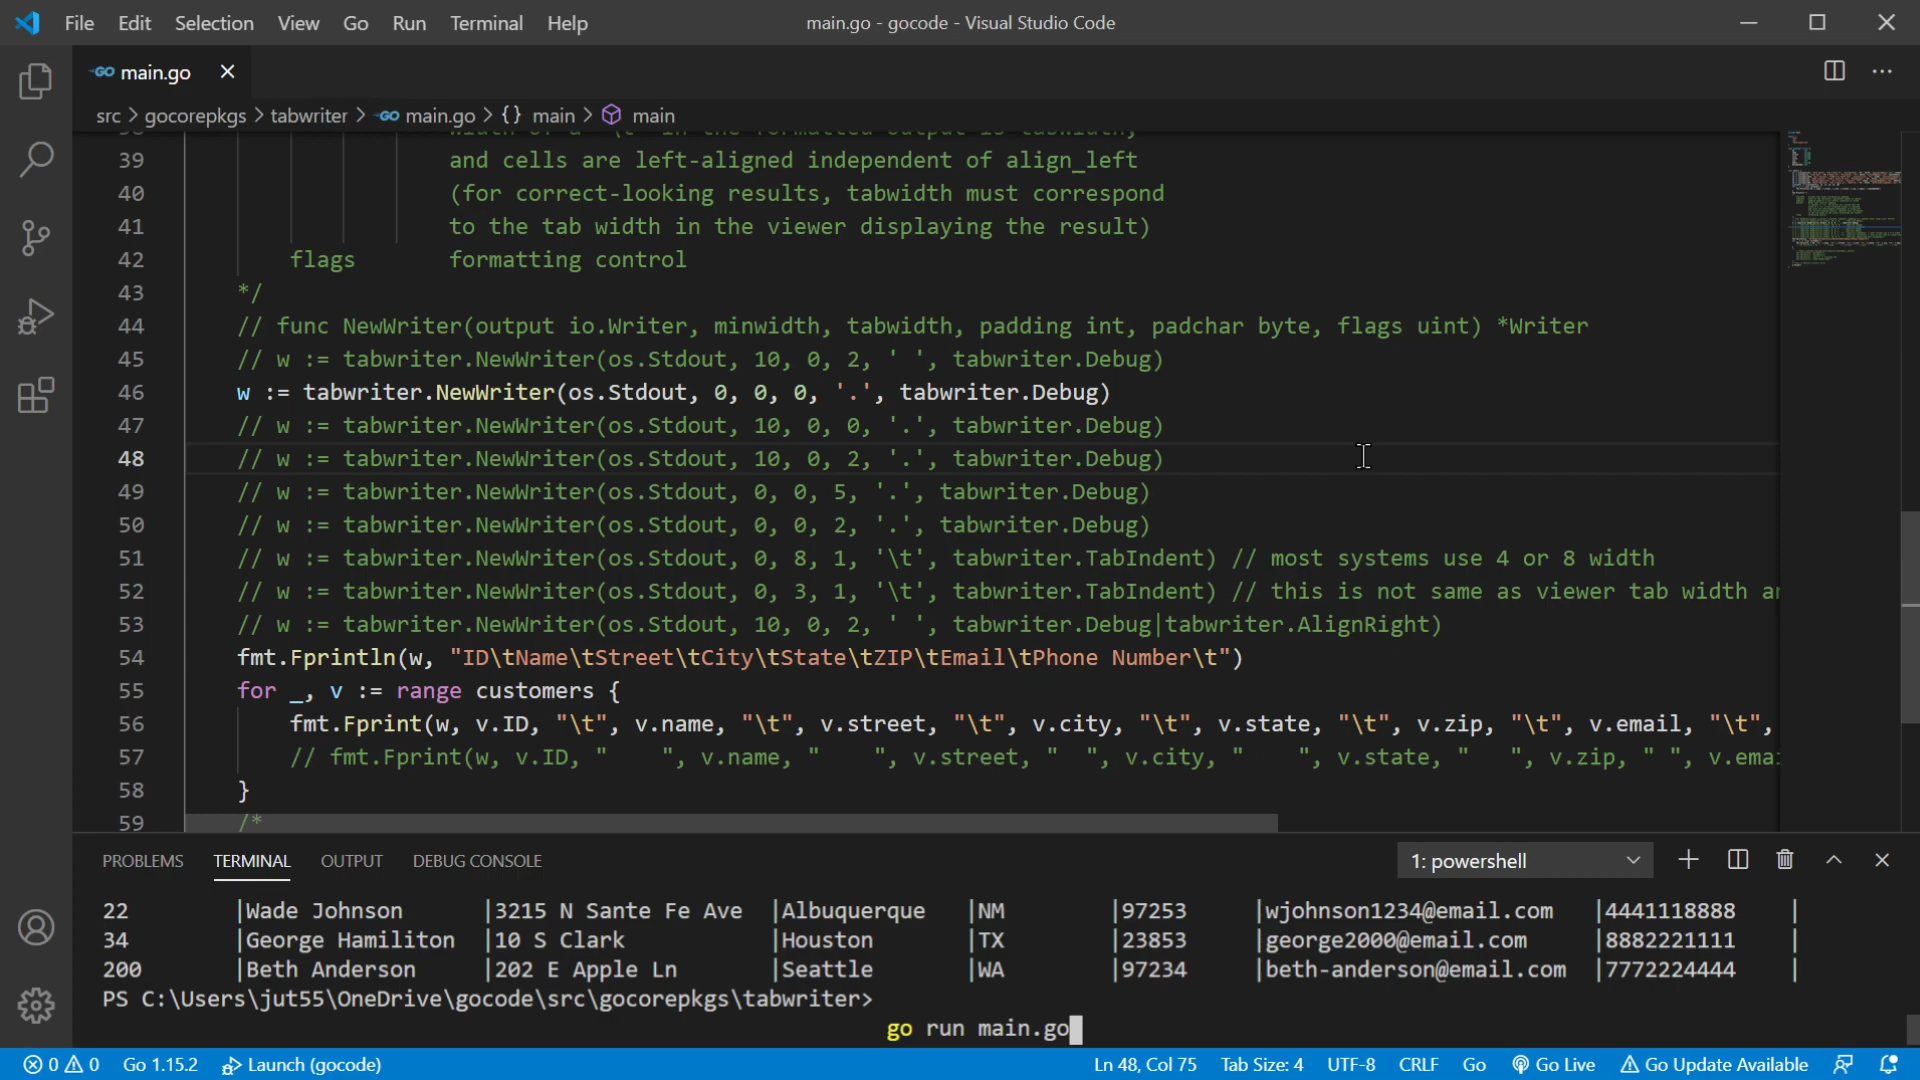 File Edit Selection View Go Run Terminal Help main.go - gocode - Visual Studio Code
GO main.go
src > gocorepkgs > tabwriter > GO main.go > {} main > main
39 and cells are left-aligned independent of align_left
40 (for correct-looking results, tabwidth must correspond
41 to the tab width in the viewer displaying the result)
42 flags formatting control
43 */
44 // func NewWriter(output io.Writer, minwidth, tabwidth, padding int, padchar byte, flags uint) *Writer
45 // w := tabwriter.NewWriter(os.Stdout, 10, 0, 2, ' ', tabwriter.Debug)
46 w := tabwriter.NewWriter(os.Stdout, 0, 0, 0, '.', tabwriter.Debug)
47 // w := tabwriter.NewWriter(os.Stdout, 10, 0, 0, '.', tabwriter.Debug)
48 // w := tabwriter.NewWriter(os.Stdout, 10, 0, 2, '.', tabwriter.Debug)
49 // w := tabwriter.NewWriter(os.Stdout, 0, 0, 5, '.', tabwriter.Debug)
50 // w := tabwriter.NewWriter(os.Stdout, 0, 0, 2, '.', tabwriter.Debug)
51 // w := tabwriter.NewWriter(os.Stdout, 0, 8, 1, '\t', tabwriter.TabIndent) // most systems use 4 or 8 width
52 // w := tabwriter.NewWriter(os.Stdout, 0, 3, 1, '\t', tabwriter.TabIndent) // this is not same as viewer tab width
53 // w := tabwriter.NewWriter(os.Stdout, 10, 0, 2, ' ', tabwriter.Debug|tabwriter.AlignRight)
54 fmt.Fprintln(w, "ID\tName\tStreet\tCity\tState\tZIP\tEmail\tPhone Number\t")
55 for _, v := range customers {
56 fmt.Fprint(w, v.ID, "\t", v.name, "\t", v.street, "\t", v.city, "\t", v.state, "\t", v.zip, "\t", v.email, "\t",
57 // fmt.Fprint(w, v.ID, "    ", v.name, "    ", v.street, "  ", v.city, "    ", v.state, "   ", v.zip, " ", v.emai
58 }
59 /*
PROBLEMS TERMINAL OUTPUT DEBUG CONSOLE 1: powershell
22 |Wade Johnson |3215 N Sante Fe Ave |Albuquerque |NM |97253 |wjohnson1234@email.com |4441118888 |
34 |George Hamiliton |10 S Clark |Houston |TX |23853 |george2000@email.com |8882221111 |
200 |Beth Anderson |202 E Apple Ln |Seattle |WA |97234 |beth-anderson@email.com |7772224444 |
PS C:\Users\jut55\OneDrive\gocode\src\gocorepkgs\tabwriter>
go run main.go
0 0 Go 1.15.2 Launch (gocode) Ln 48, Col 75 Tab Size: 4 UTF-8 CRLF Go Go Live Go Update Available